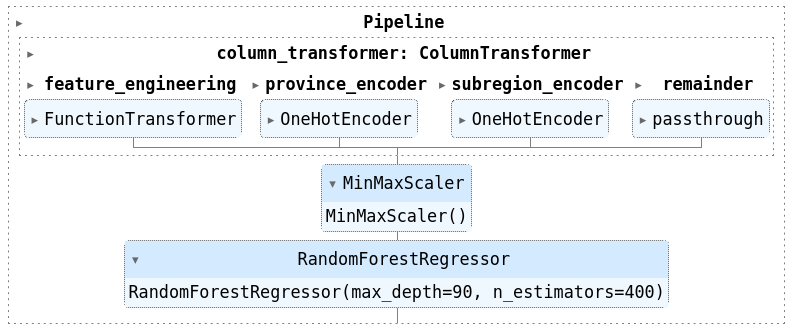 Pipeline
column_transformer: ColumnTransformer
feature_engineering province_encoder subregion_encoder remainder
FunctionTransformer OneHotEncoder OneHotEncoder passthrough
MinMaxScaler
MinMaxScaler()
RandomForestRegressor
RandomForestRegressor(max_depth=90, n_estimators=400)